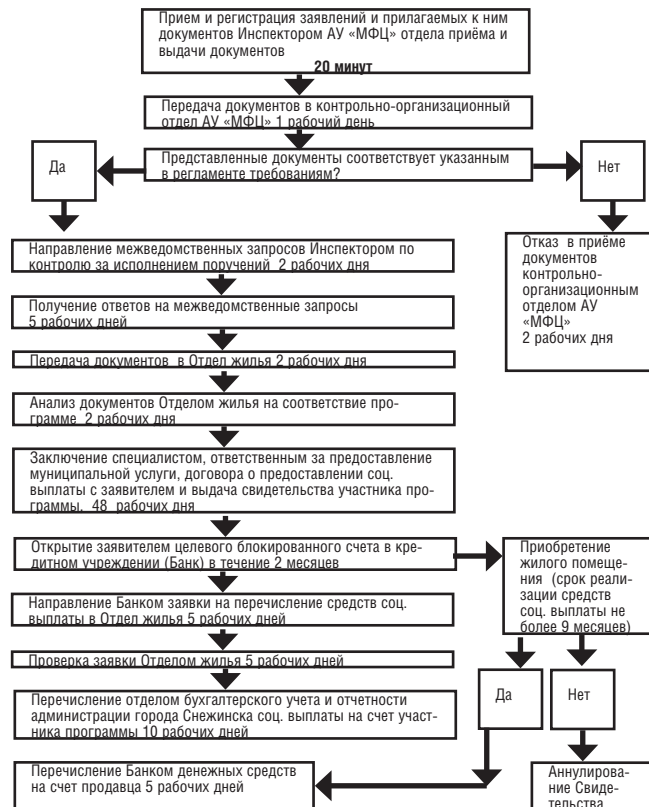 Прием и регистрация заявлений и прилагаемых к ним
документов Инспектором АУ «МФЦ» отдела приёма и
выдачи документов
20 минут
Передача документов в контрольно-организационный
отдел АУ «МФЦ» 1 рабочий день
Представленные документы соответствует указанным
в регламенте требованиям?
Да
Нет
Направление межведомственных запросов Инспектором по
контролю за исполнением поручений 2 рабочих дня
Отказ в приёме
документов
контрольно-
организационным
отделом АУ
«МФЦ»
2 рабочих дня
Получение ответов на межведомственные запросы
5 рабочих дней
Передача документов в Отдел жилья 2 рабочих дня
Анализ документов Отделом жилья на соответствие про-
грамме 2 рабочих дня
Заключение специалистом, ответственным за предоставление
муниципальной услуги, договора о предоставлении соц.
выплаты с заявителем и выдача свидетельства участника про-
граммы. 48 рабочих дня
Открытие заявителем целевого блокированного счета в кре-
дитном учреждении (Банк) в течение 2 месяцев
Приобретение
жилого помеще-
ния (срок реали-
зации средств
соц. выплаты не
более 9 месяцев)
Направление Банком заявки на перечисление средств соц.
выплаты в Отдел жилья 5 рабочих дней
Проверка заявки Отделом жилья 5 рабочих дней
Да
Нет
Перечисление отделом бухгалтерского учета и отчетности
администрации города Снежинска соц. выплаты на счет участ-
ника программы 10 рабочих дней
Перечисление Банком денежных средств
на счет продавца 5 рабочих дней
Аннулирова-
ние Свиде-
тельства